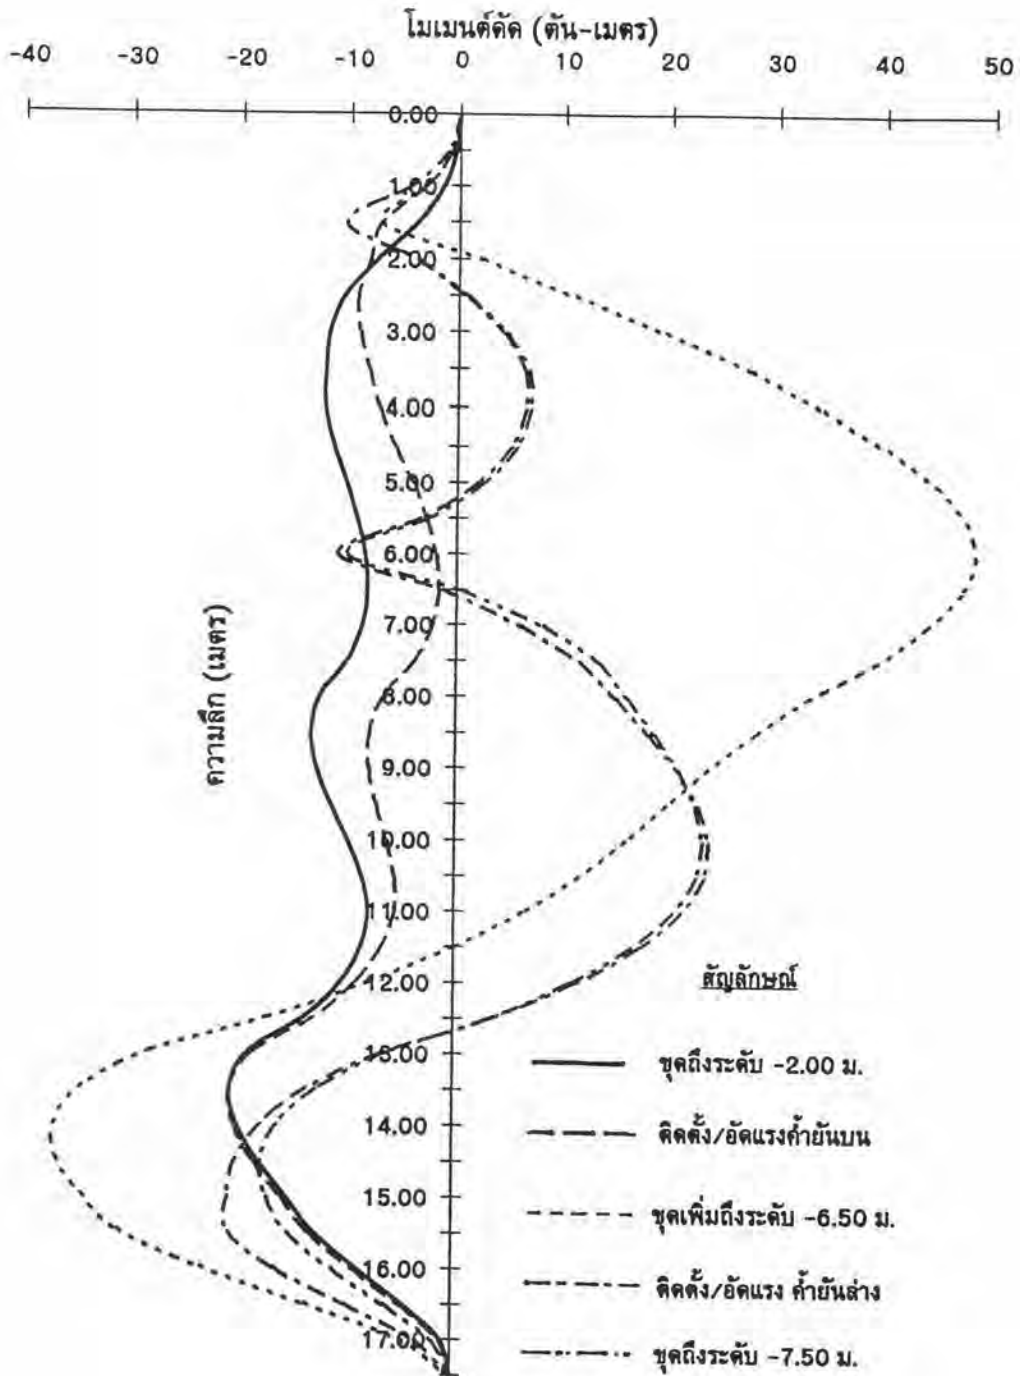 โมเมนต์ดัด (ตัน-เมตร)
-40 -30 -20 -10 0 10 20 30 40 50
0.00
1.00
2.00
3.00
4.00
5.00
6.00
7.00
8.00
9.00
10.00
11.00
12.00
13.00
14.00
15.00
16.00
17.00
ความลึก (เมตร)
สัญลักษณ์
ขุดถึงระดับ -2.00 ม.
ติดตั้ง/อัดแรงค้ำยันบน
ขุดเพิ่มถึงระดับ -6.50 ม.
ติดตั้ง/อัดแรง ค้ำยันล่าง
ขุดถึงระดับ -7.50 ม.